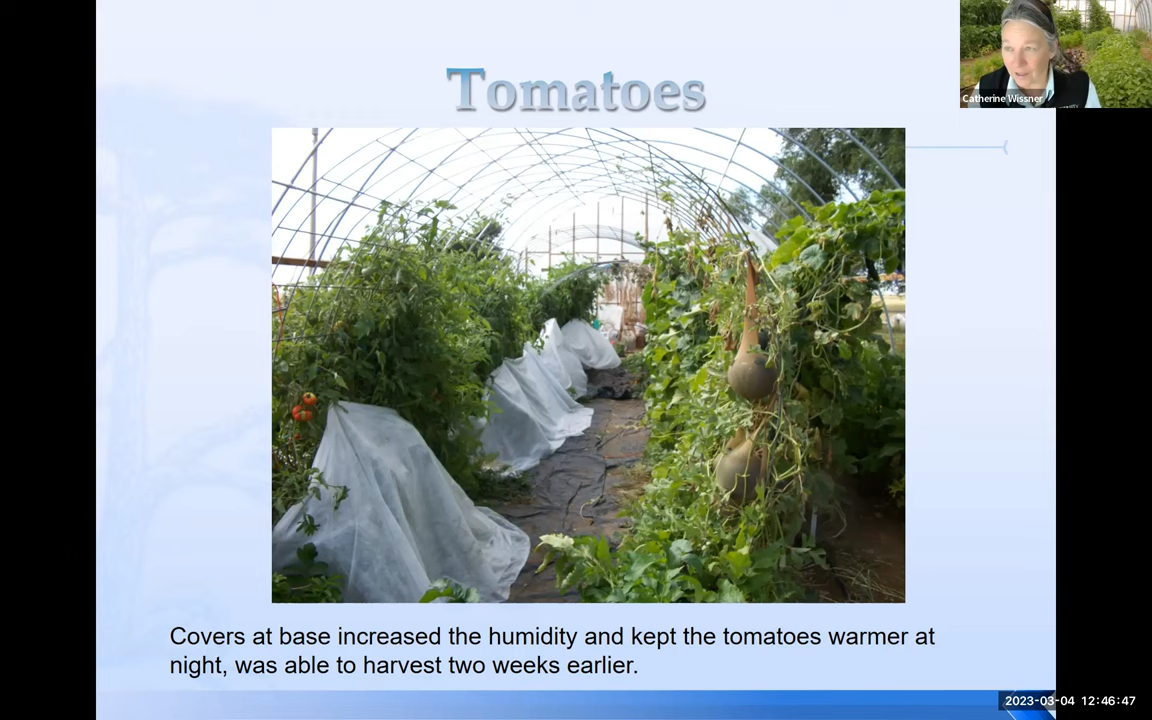 Tomatoes
Catherine Wissner
Covers at base increased the humidity and kept the tomatoes warmer at
night, was able to harvest two weeks earlier.
2023-03-04 12:46:47